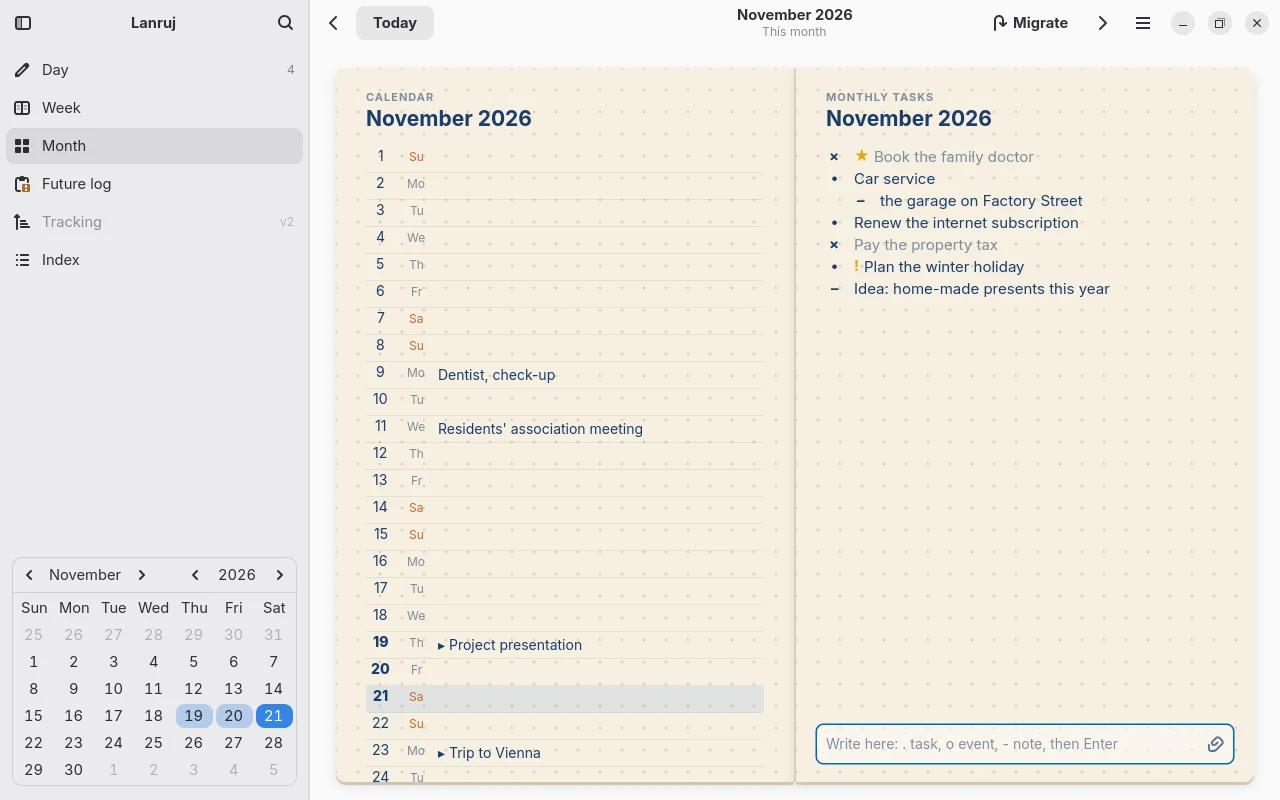 Lanruj
Day 4
Week
Month
Future log
Tracking v2
Index
November 2026
Sun Mon Tue Wed Thu Fri Sat
25 26 27 28 29 30 31
1 2 3 4 5 6 7
8 9 10 11 12 13 14
15 16 17 18 19 20 21
22 23 24 25 26 27 28
29 30 1 2 3 4 5
Today
November 2026
This month
Migrate
CALENDAR
November 2026
1 Su
2 Mo
3 Tu
4 We
5 Th
6 Fr
7 Sa
8 Su
9 Mo Dentist, check-up
10 Tu
11 We Residents' association meeting
12 Th
13 Fr
14 Sa
15 Su
16 Mo
17 Tu
18 We
19 Th ▸ Project presentation
20 Fr
21 Sa
22 Su
23 Mo ▸ Trip to Vienna
24 Tu
MONTHLY TASKS
November 2026
× ★ Book the family doctor
• Car service
– the garage on Factory Street
• Renew the internet subscription
× Pay the property tax
• ! Plan the winter holiday
– Idea: home-made presents this year
Write here: . task, o event, - note, then Enter